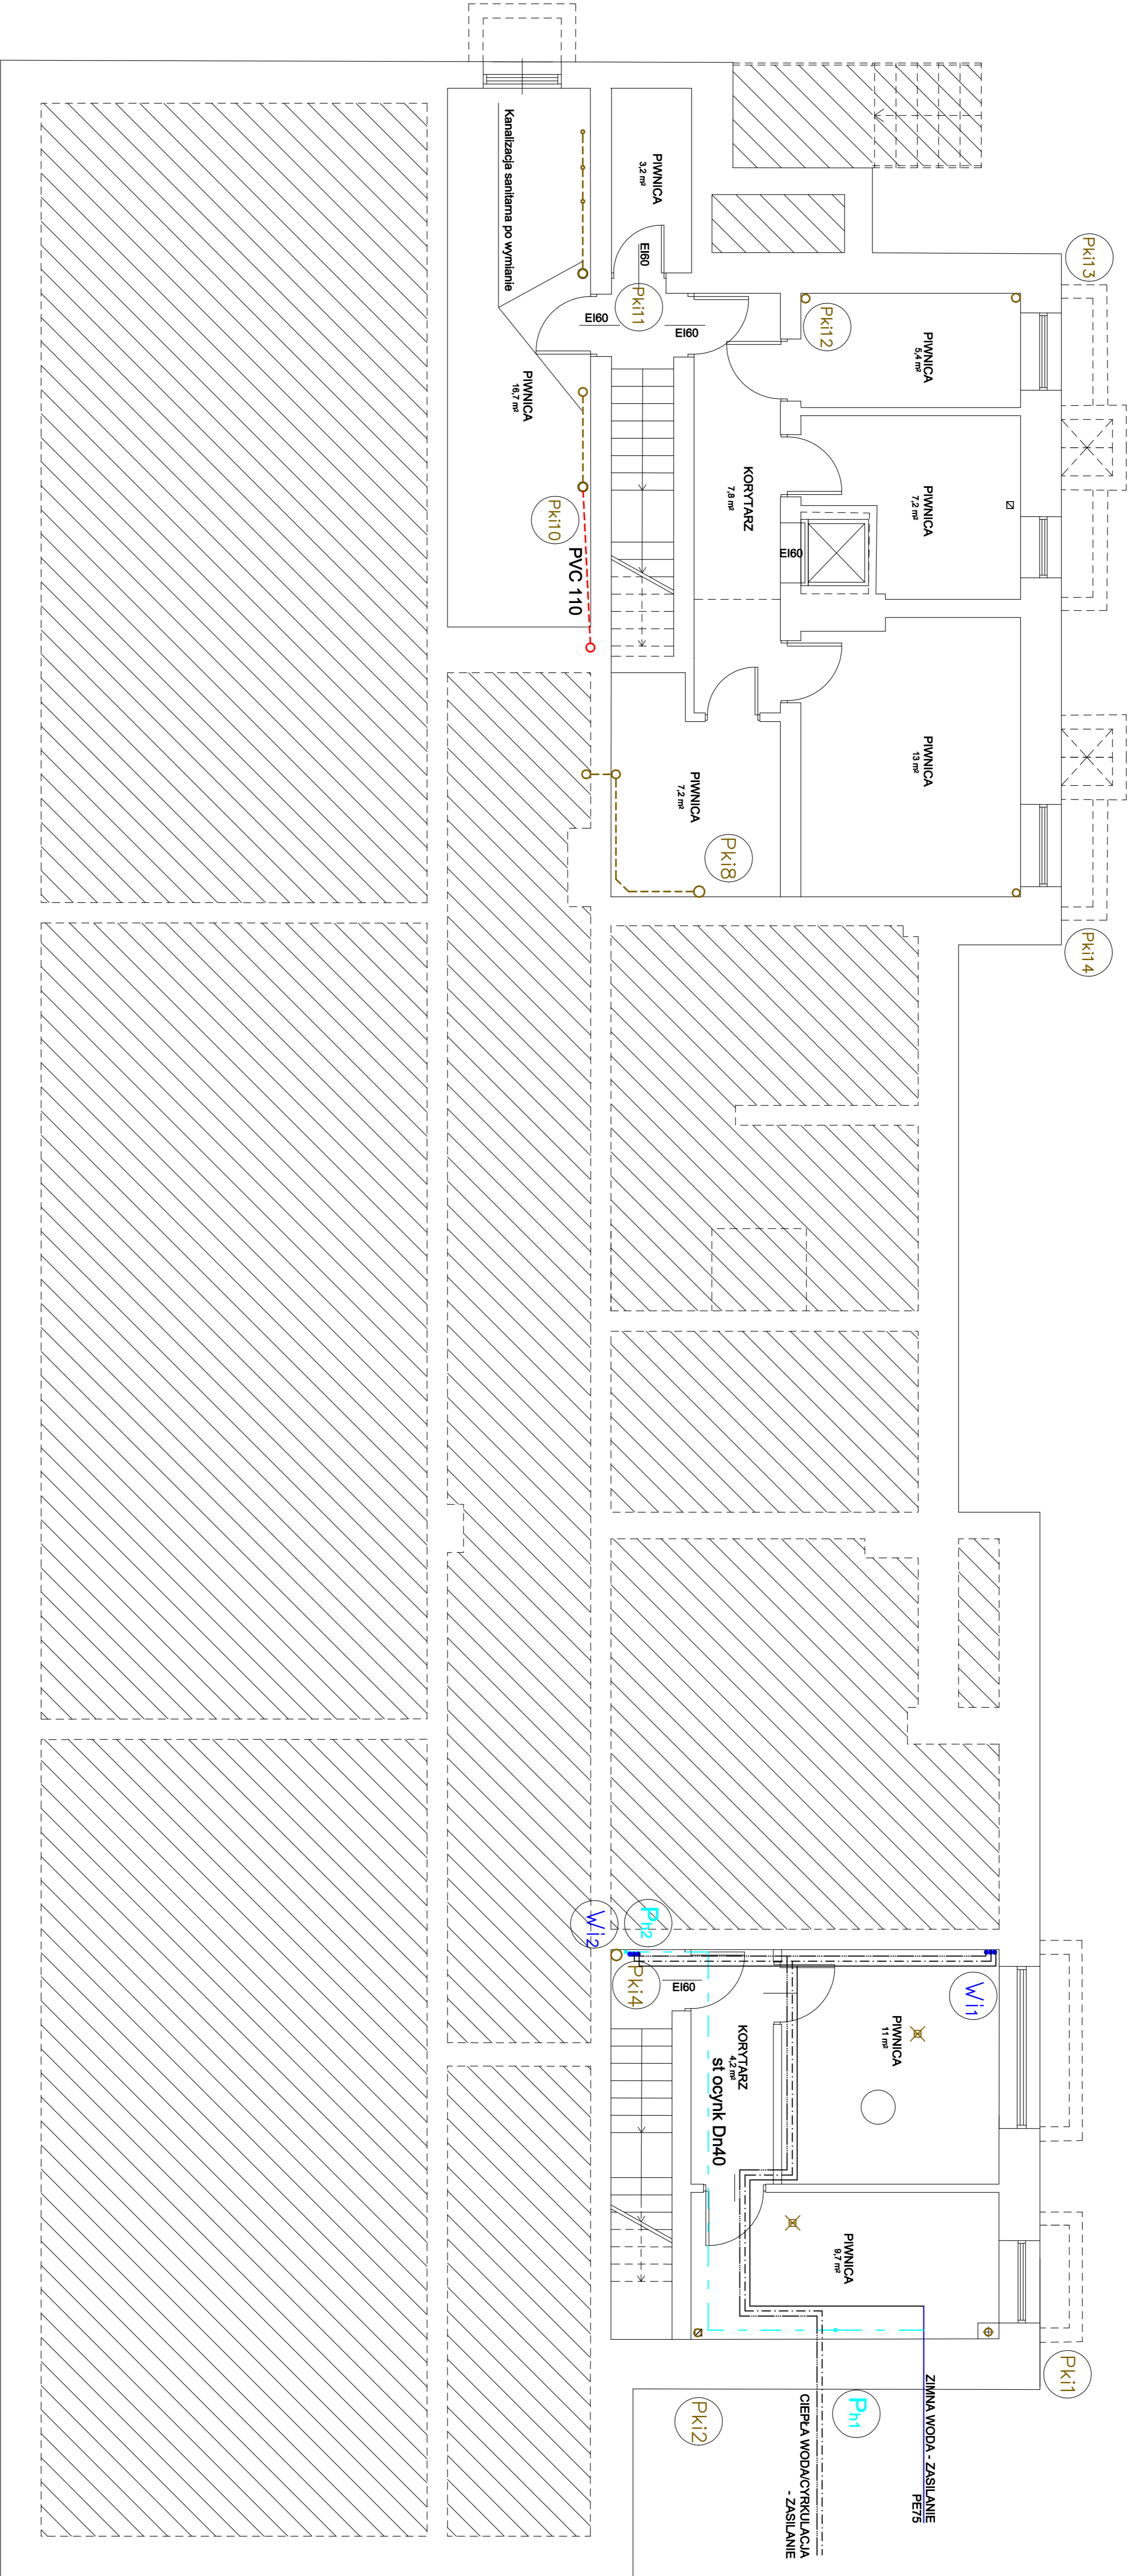 Pki13
Pki14
Pki1
Pki12
Pki11
Pki10
Pki8
Pki4
Pki2
Wi1
Wi2
Ph1
Ph2
PIWNICA
3,2 m²
PIWNICA
5,4 m²
PIWNICA
7,2 m²
PIWNICA
13 m²
PIWNICA
7,2 m²
PIWNICA
16,7 m²
KORYTARZ
7,8 m²
EI60
EI60
EI60
EI60
Kanalizacja sanitarna po wymianie
PVC 110
PIWNICA
11 m²
PIWNICA
9,7 m²
KORYTARZ
4,2 m²
st ocynk Dn40
EI60
ZIMNA WODA - ZASILANIE
PE75
CIEPŁA WODA/CYRKULACJA
- ZASILANIE